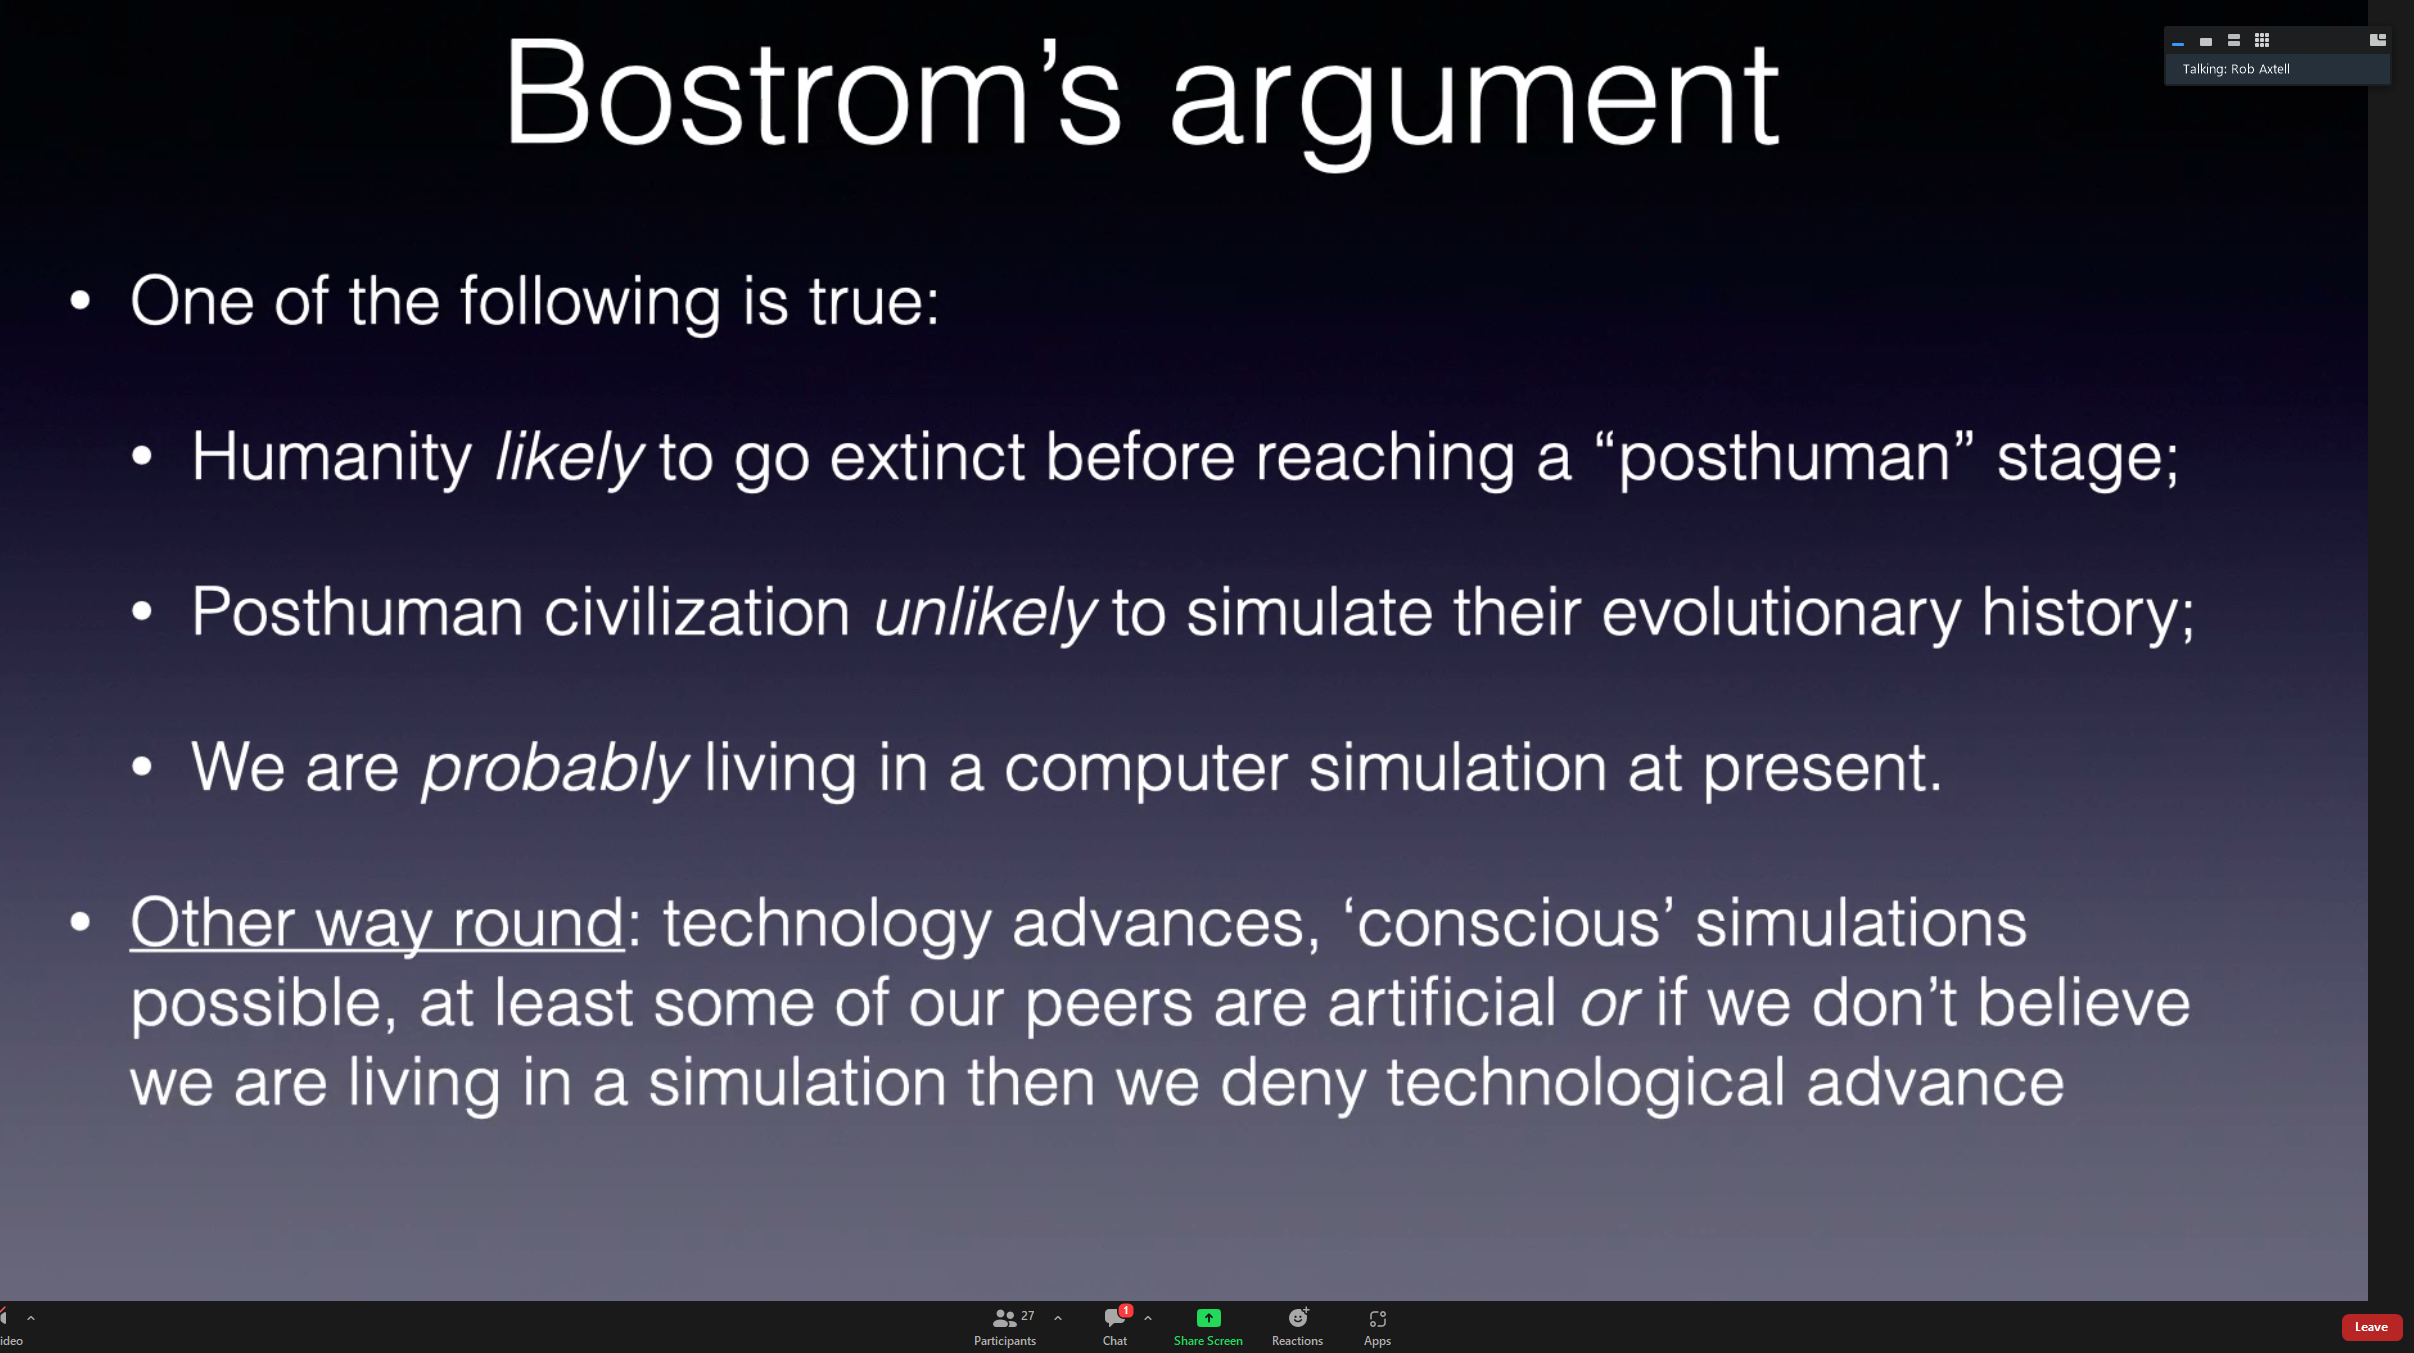 Bostrom’s argument
Talking: Rob Axtell
• One of the following is true:
• Humanity likely to go extinct before reaching a “posthuman” stage;
• Posthuman civilization unlikely to simulate their evolutionary history;
• We are probably living in a computer simulation at present.
• Other way round: technology advances, ‘conscious’ simulations
possible, at least some of our peers are artificial or if we don’t believe
we are living in a simulation then we deny technological advance
ideo
27
Participants
1
Chat
Share Screen
Reactions
Apps
Leave